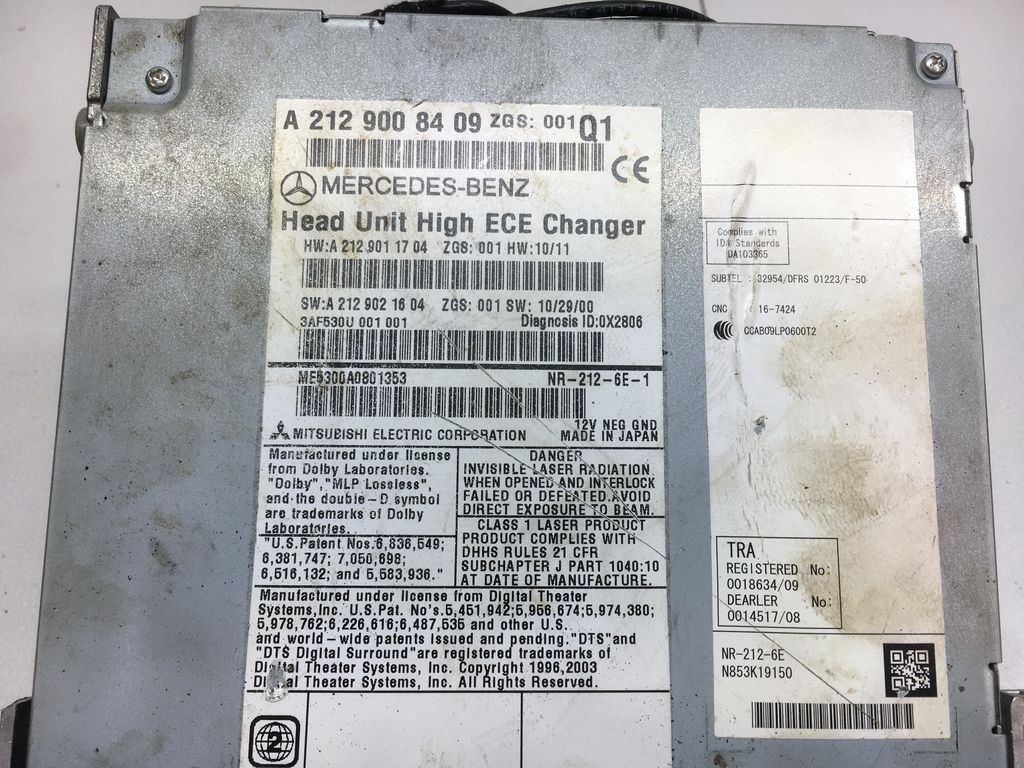 A 212 900 84 09 ZGS: 001 Q1
CE
MERCEDES-BENZ
Head Unit High ECE Changer
HW:A 212 901 17 04 ZGS: 001 HW:10/11
SW:A 212 902 16 04 ZGS: 001 SW: 10/29/00
3AF530U 001 001 Diagnosis ID:0X2806
ME5300A0801353 NR-212-6E-1
12V NEG GND
MITSUBISHI ELECTRIC CORPORATION MADE IN JAPAN
Manufactured under license
from Dolby Laboratories.
"Dolby","MLP Lossless",
and the double-D symbol
are trademarks of Dolby
Laboratories.
"U.S.Patent Nos.6,836,549;
6,381,747; 7,050,698;
6,516,132; and 5,583,936."
DANGER
INVISIBLE LASER RADIATION
WHEN OPENED AND INTERLOCK
FAILED OR DEFEATED.AVOID
DIRECT EXPOSURE TO BEAM.
CLASS 1 LASER PRODUCT
PRODUCT COMPLIES WITH
DHHS RULES 21 CFR
SUBCHAPTER J PART 1040:10
AT DATE OF MANUFACTURE.
Manufactured under license from Digital Theater
Systems,Inc. U.S.Pat. No's.5,451,942;5,956,674;5,974,380;
5,978,762;6,226,616;6,487,535 and other U.S.
and world-wide patents issued and pending."DTS"and
"DTS Digital Surround"are registered trademarks of
Digital Theater Systems, Inc. Copyright 1996,2003
Digital Theater Systems, Inc. All Rights Reserved.
2
Complies with
IDA Standards
DA103365
SUBTEL : 32954/DFRS 01223/F-50
CNC : 16-7424
CCAB09LP0600T2
TRA
REGISTERED No:
0018634/09
DEARLER No:
0014517/08
NR-212-6E
N853K19150